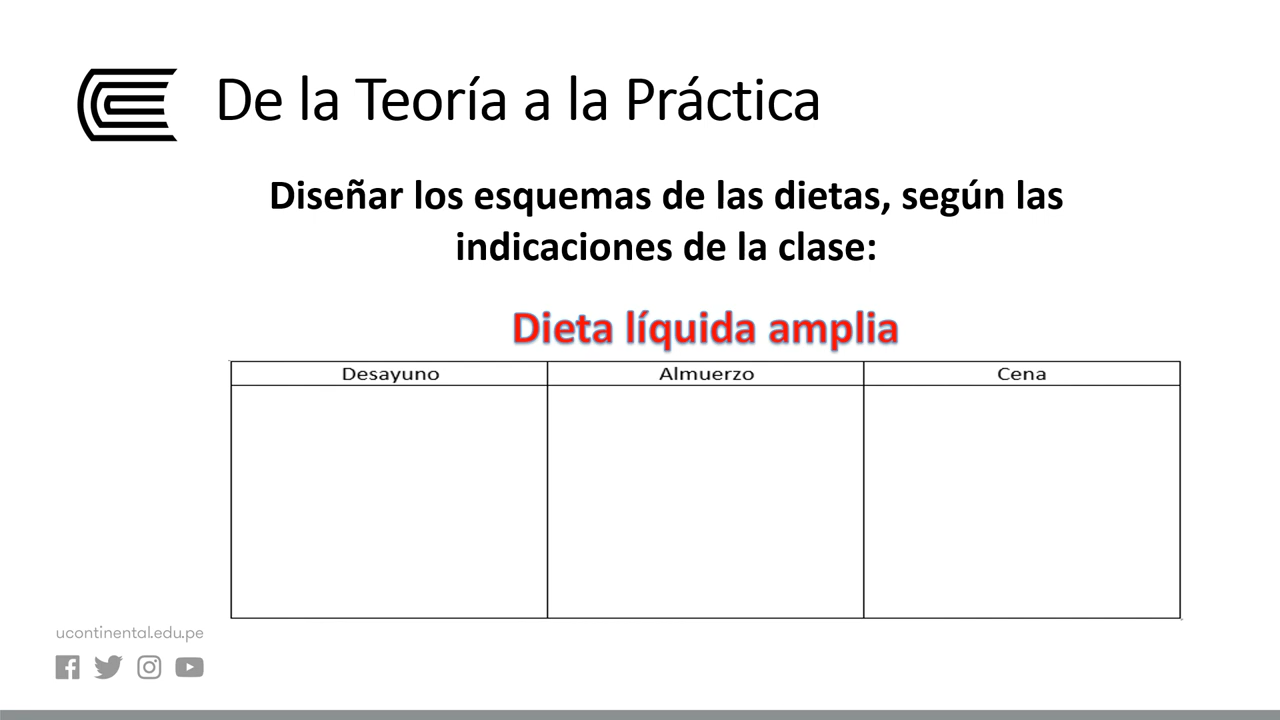 De la Teoría a la Práctica
Diseñar los esquemas de las dietas, según las
indicaciones de la clase:
Dieta líquida amplia
Desayuno Almuerzo Cena
ucontinental.edu.pe